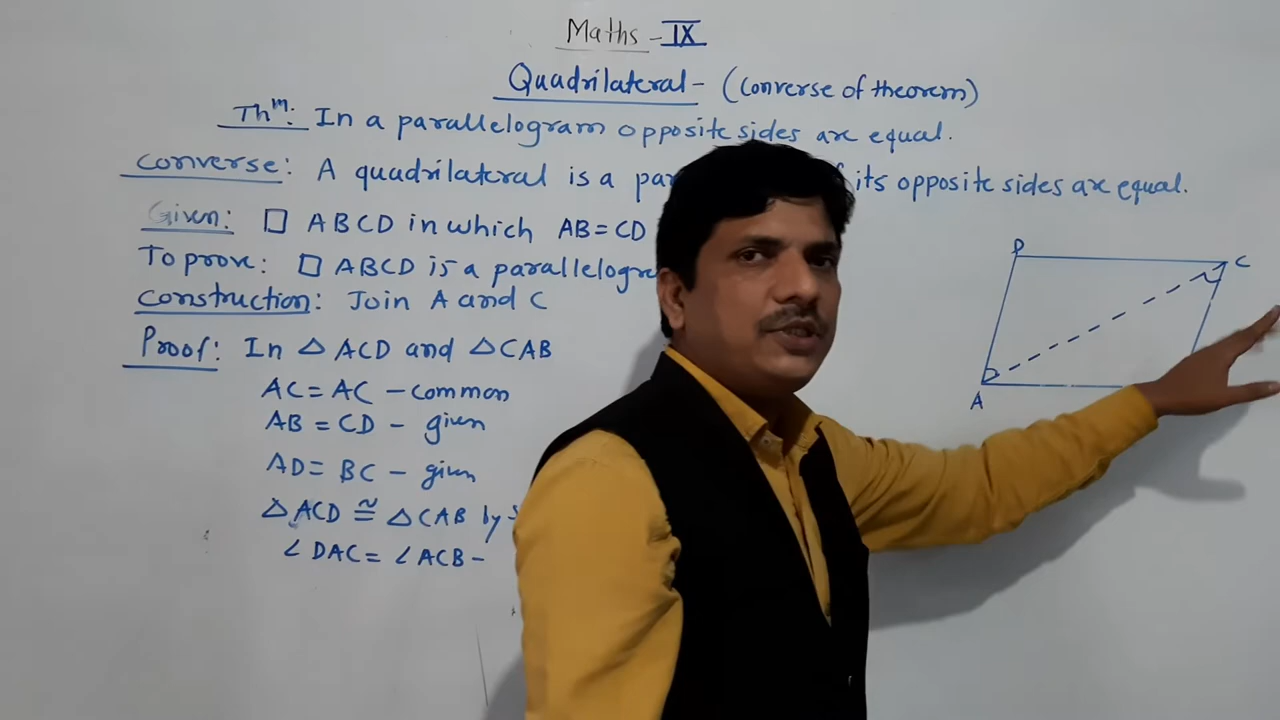 Maths - IX
Quadrilateral - (Converse of theorem)
Thm: In a parallelogram opposite sides are equal.
Converse: A quadrilateral is a its opposite sides are equal.
Given: □ ABCD in which AB = CD
To prove: □ ABCD is a
Construction: Join A and C
Proof: In △ ACD and △CAB
AC = AC - common
AB = CD - given
AD = BC - given
△ ACD ≅ △ CAB by
∠ DAC = ∠ ACB -
D
C
A